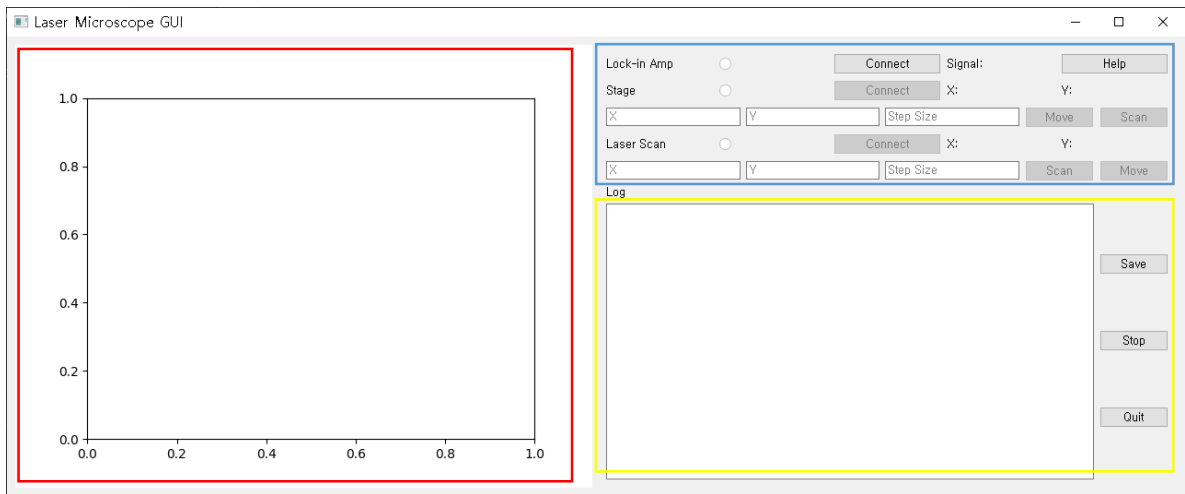 Laser Microscope GUI
1.0
0.8
0.6
0.4
0.2
0.0
0.0 0.2 0.4 0.6 0.8 1.0
Lock-in Amp Connect Signal: Help
Stage Connect X: Y:
X Y Step Size Move Scan
Laser Scan Connect X: Y:
X Y Step Size Scan Move
Log
Save
Stop
Quit